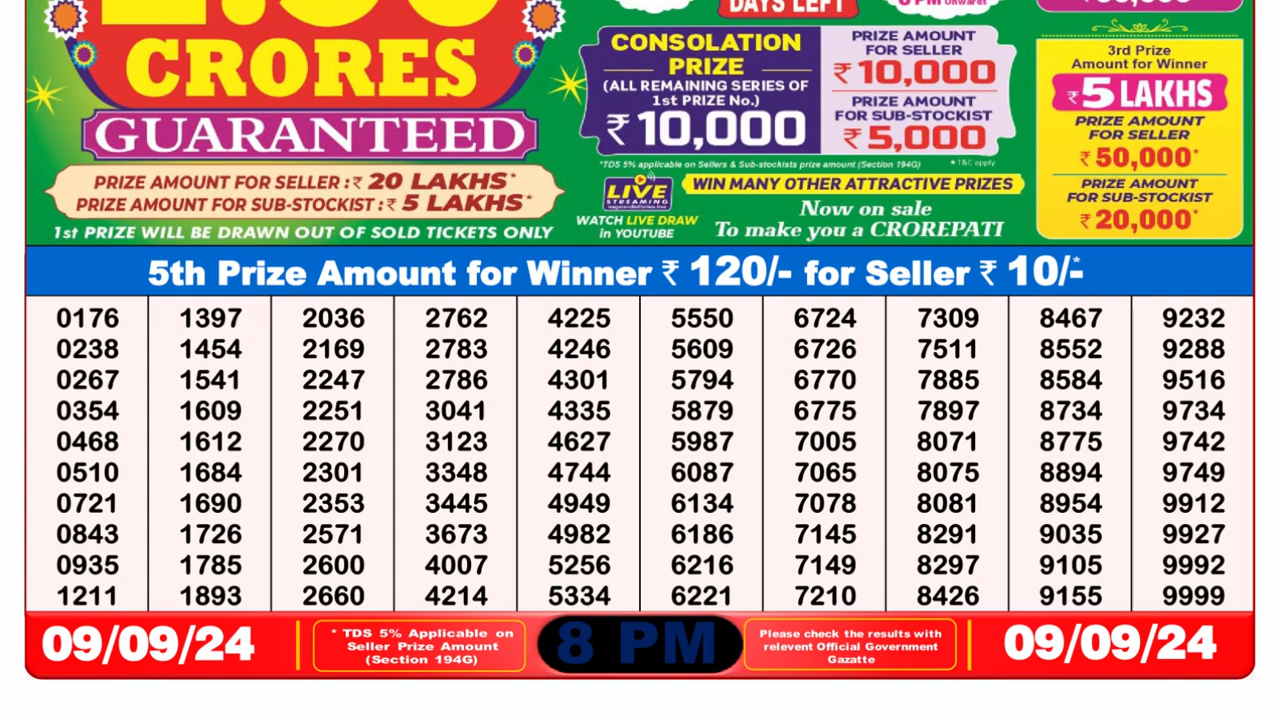 CRORES
GUARANTEED
PRIZE AMOUNT FOR SELLER : ₹ 20 LAKHS*
PRIZE AMOUNT FOR SUB-STOCKIST : ₹ 5 LAKHS*
1st PRIZE WILL BE DRAWN OUT OF SOLD TICKETS ONLY
DAYS LEFT
8 PM Onwards
CONSOLATION
PRIZE
(ALL REMAINING SERIES OF
1st PRIZE No.)
₹ 10,000
PRIZE AMOUNT
FOR SELLER
₹ 10,000
PRIZE AMOUNT
FOR SUB-STOCKIST
₹ 5,000
*TDS 5% applicable on Sellers & Sub-stockists prize amount (Section 194G)
*T&C apply
LIVE
STREAMING
WATCH LIVE DRAW
in YOUTUBE
WIN MANY OTHER ATTRACTIVE PRIZES
Now on sale
To make you a CROREPATI
3rd Prize
Amount for Winner
₹ 5 LAKHS
PRIZE AMOUNT
FOR SELLER
₹ 50,000*
PRIZE AMOUNT
FOR SUB-STOCKIST
₹ 20,000*
5th Prize Amount for Winner ₹ 120/- for Seller ₹ 10/-*
0176 1397 2036 2762 4225 5550 6724 7309 8467 9232
0238 1454 2169 2783 4246 5609 6726 7511 8552 9288
0267 1541 2247 2786 4301 5794 6770 7885 8584 9516
0354 1609 2251 3041 4335 5879 6775 7897 8734 9734
0468 1612 2270 3123 4627 5987 7005 8071 8775 9742
0510 1684 2301 3348 4744 6087 7065 8075 8894 9749
0721 1690 2353 3445 4949 6134 7078 8081 8954 9912
0843 1726 2571 3673 4982 6186 7145 8291 9035 9927
0935 1785 2600 4007 5256 6216 7149 8297 9105 9992
1211 1893 2660 4214 5334 6221 7210 8426 9155 9999
09/09/24
* TDS 5% Applicable on
Seller Prize Amount
(Section 194G)
8 PM
Please check the results with
relevent Official Government
Gazatte
09/09/24